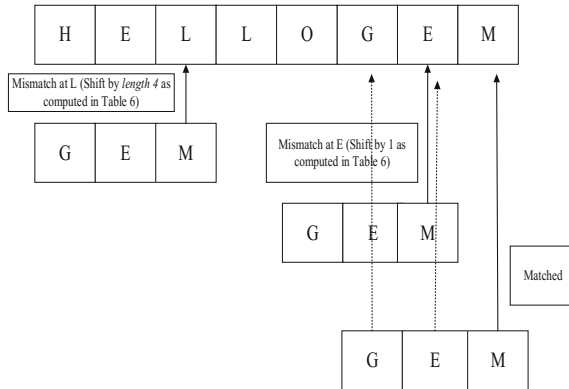 H E L L O G E M
Mismatch at L (Shift by length 4 as
computed in Table 6)
G E M
Mismatch at E (Shift by 1 as
computed in Table 6)
G E M
Matched
G E M